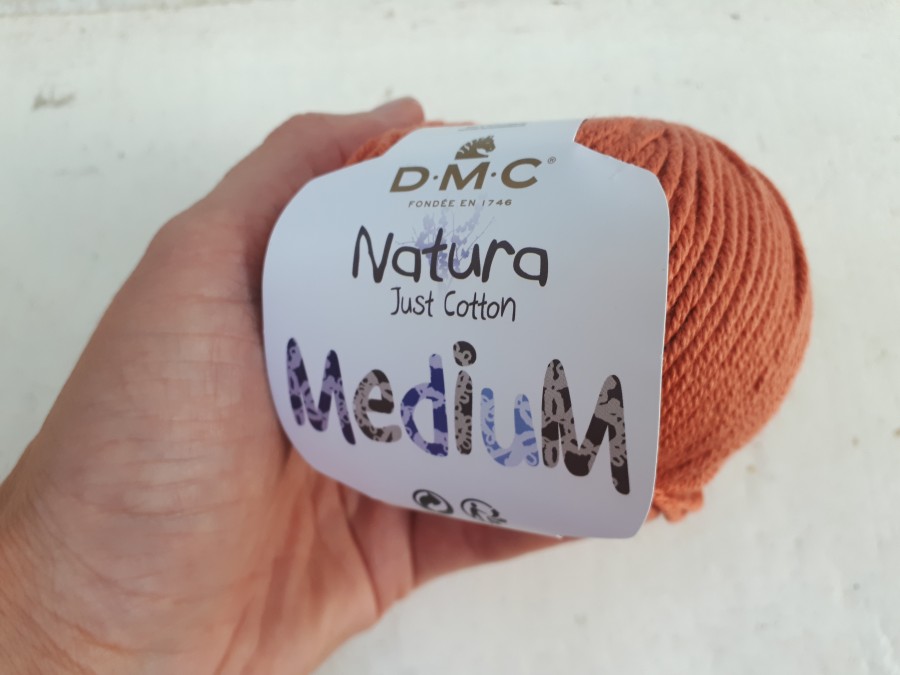 D·M·C®
FONDÉE EN 1746
Natura
Just Cotton
MediuM